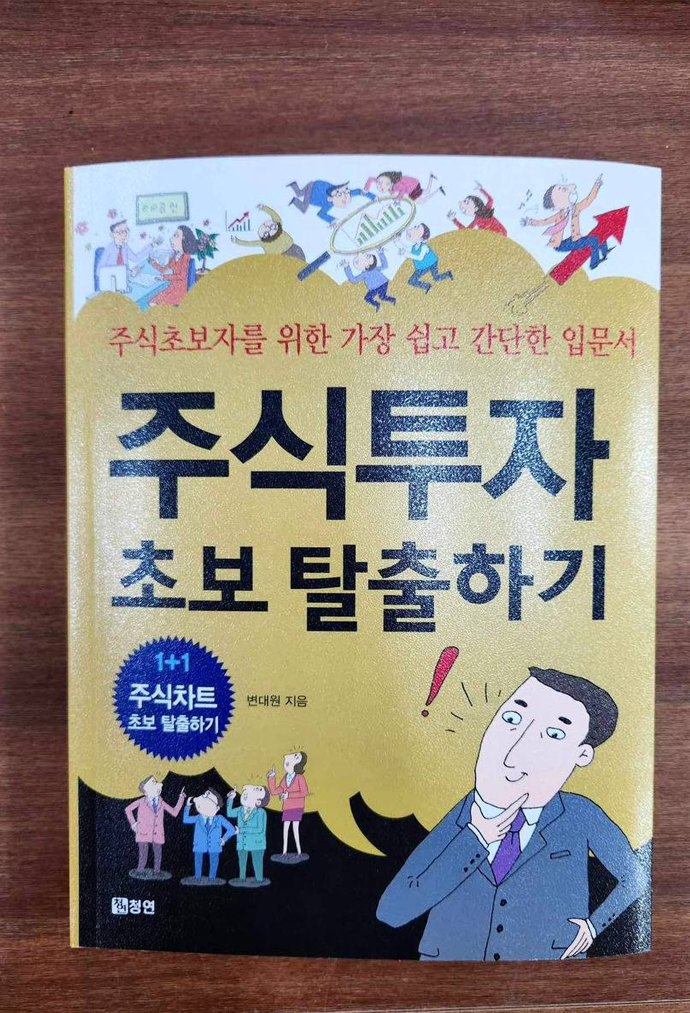 주식초보자를 위한 가장 쉽고 간단한 입문서
주식투자
초보 탈출하기
1+1
주식차트
초보 탈출하기
변대원 지음
청연
청연